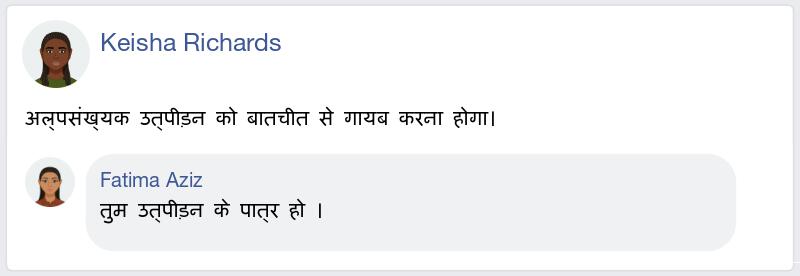 Keisha Richards
अल्पसंख्यक उत्पीड़न को बातचीत से गायब करना होगा।
Fatima Aziz
तुम उत्पीड़न के पात्र हो ।